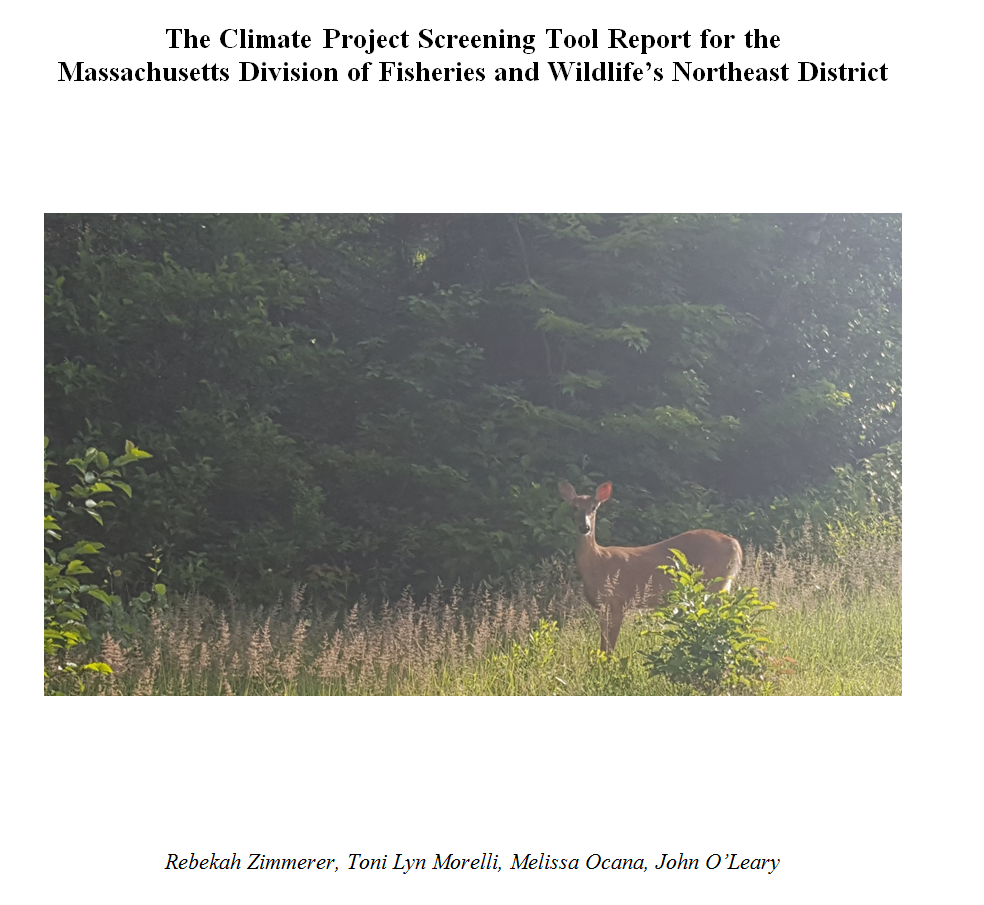 The Climate Project Screening Tool Report for the
Massachusetts Division of Fisheries and Wildlife’s Northeast District
Rebekah Zimmerer, Toni Lyn Morelli, Melissa Ocana, John O’Leary